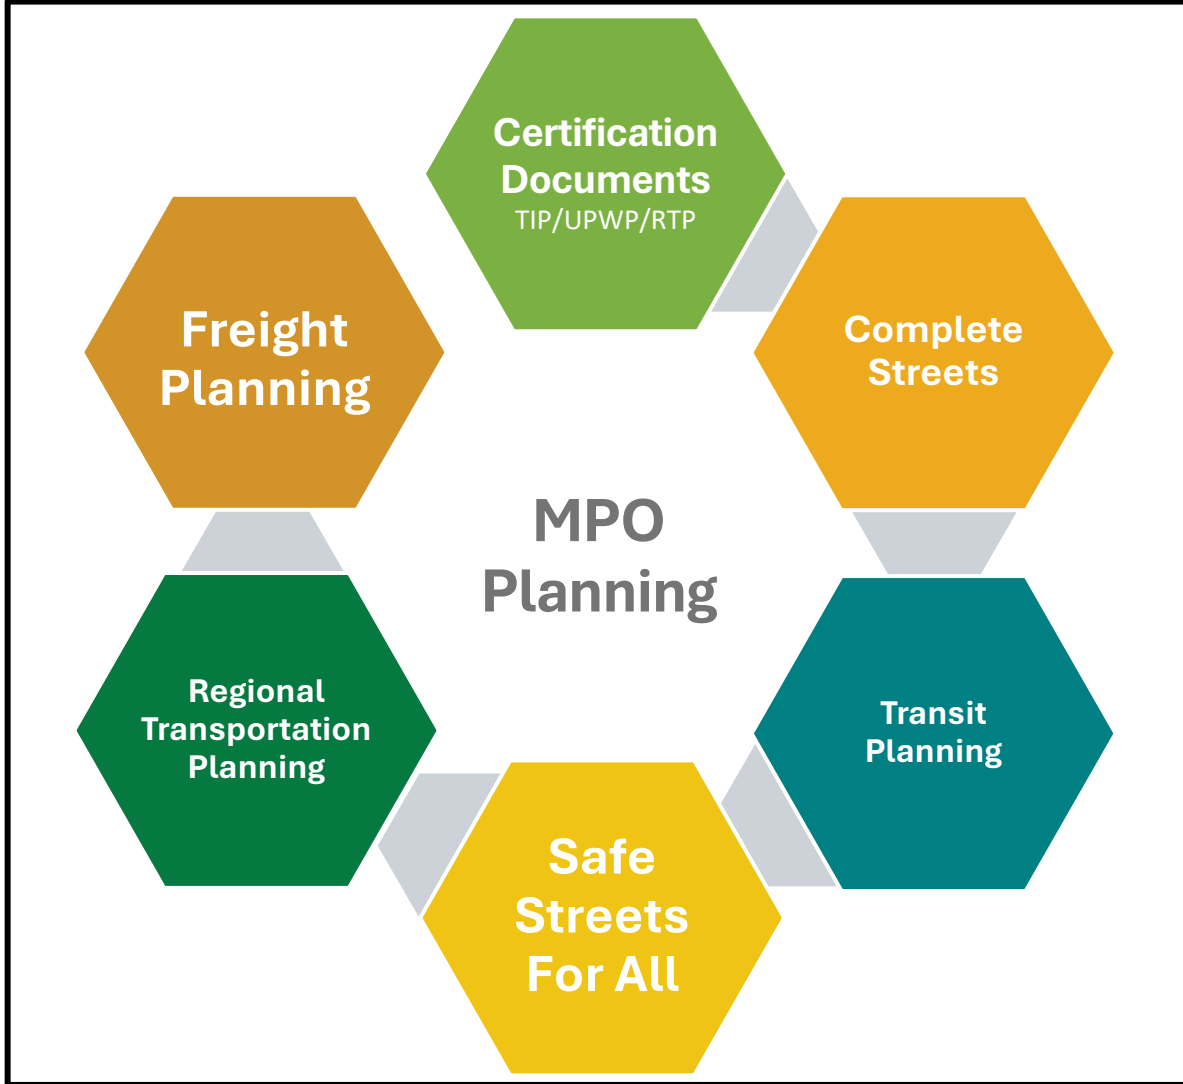 Certification
Documents
TIP/UPWP/RTP
Complete
Streets
Transit
Planning
Safe
Streets
For All
Regional
Transportation
Planning
Freight
Planning
MPO
Planning